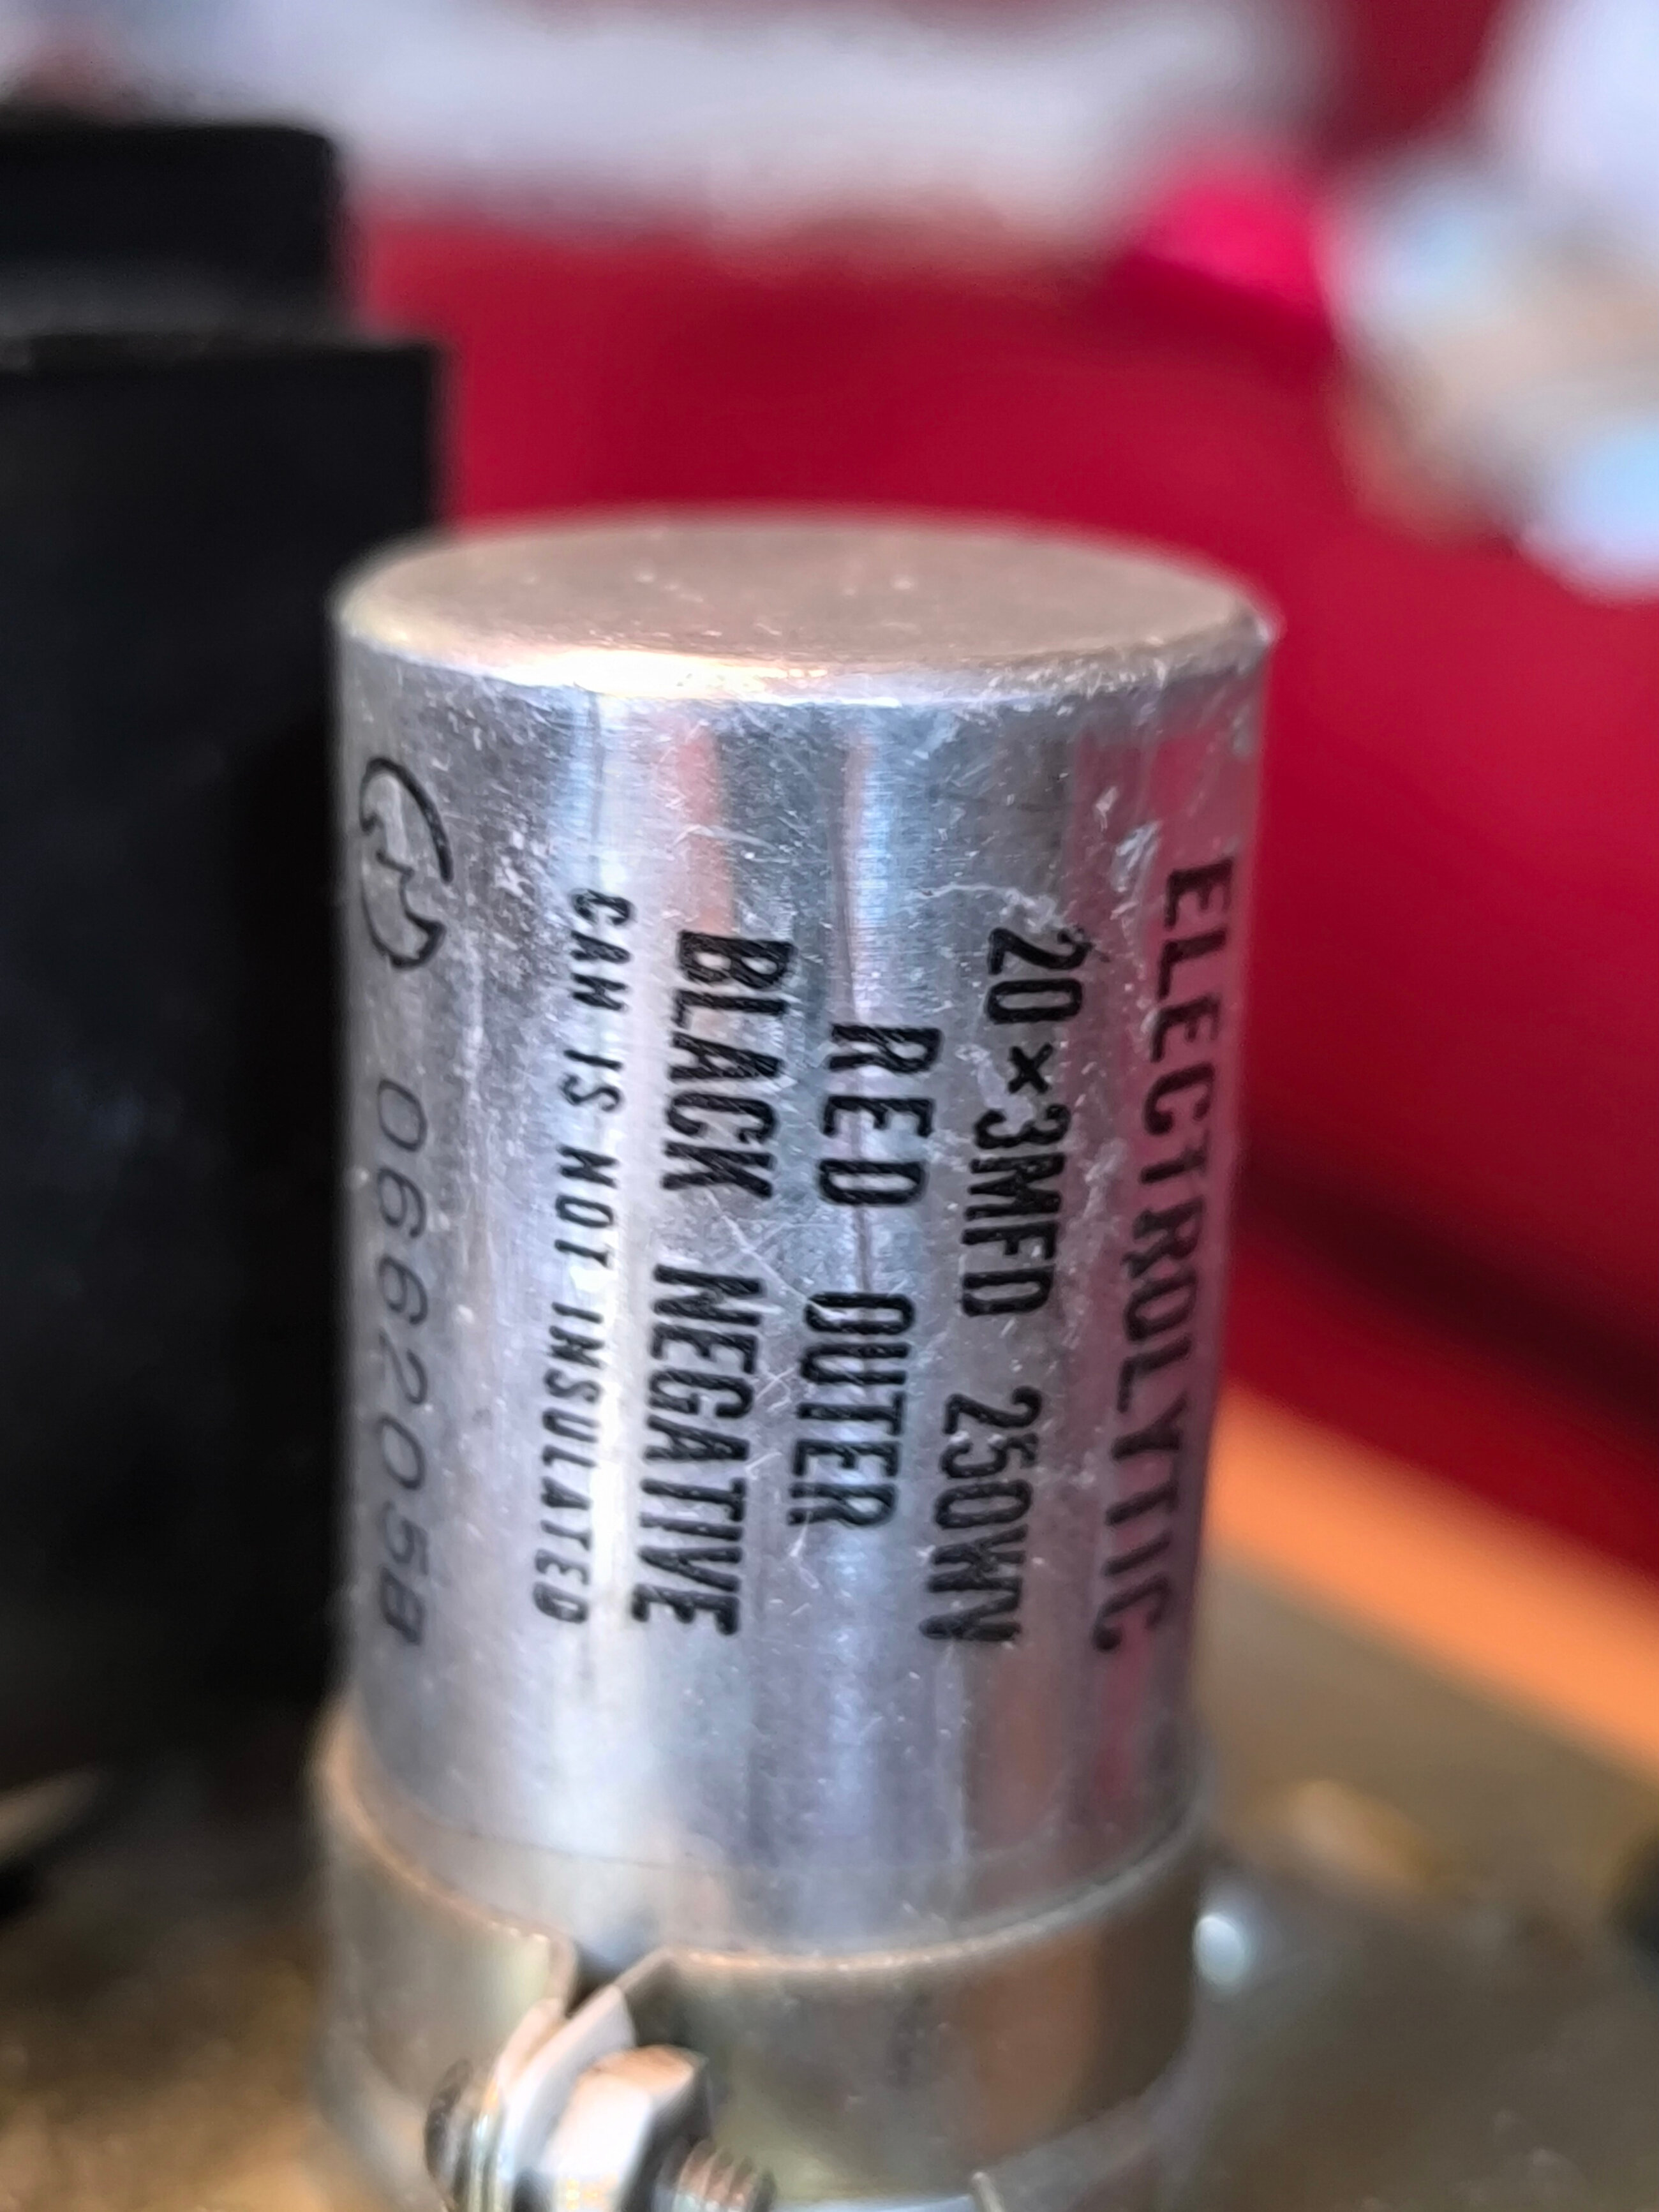 ELECTROLYTIC
20×3MFD 250WV
RED OUTER
BLACK NEGATIVE
CAN IS NOT INSULATED
066205B